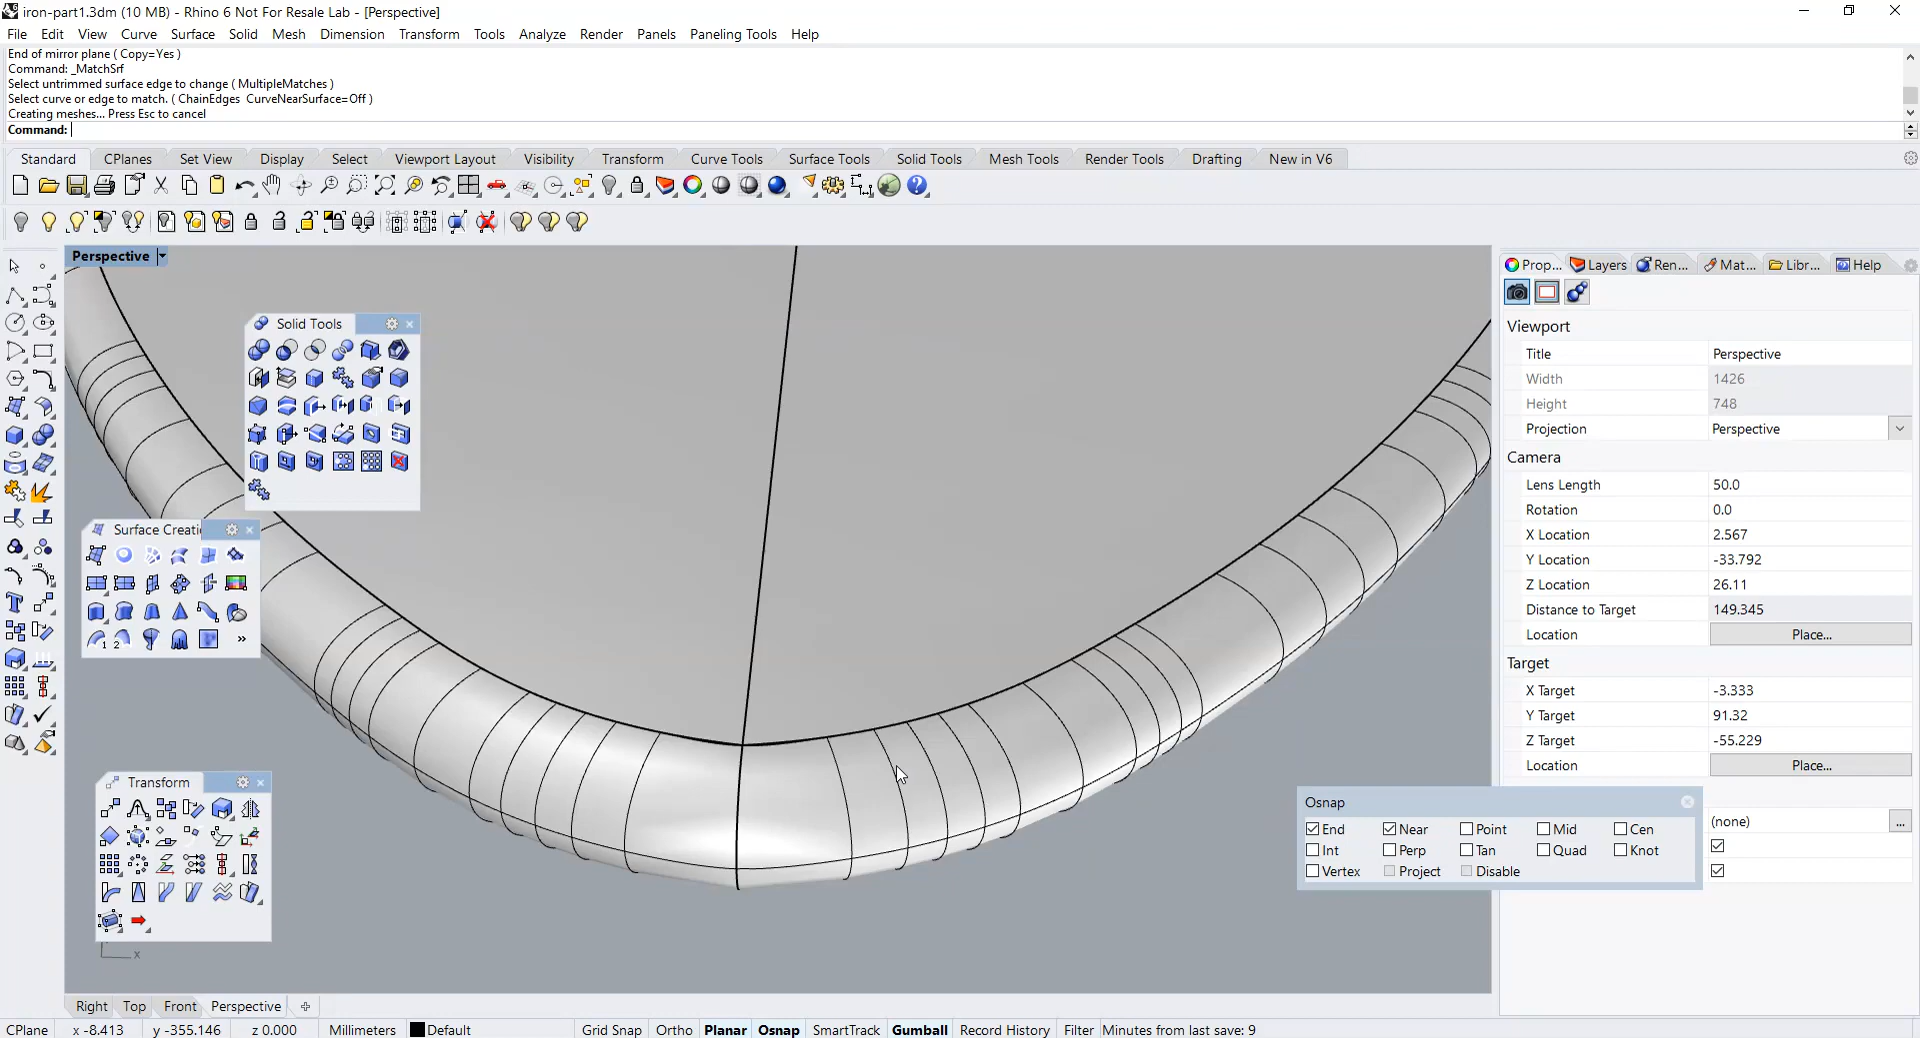 iron-part1.3dm (10 MB) - Rhino 6 Not For Resale Lab - [Perspective]
File Edit View Curve Surface Solid Mesh Dimension Transform Tools Analyze Render Panels Paneling Tools Help
End of mirror plane ( Copy=Yes )
Command: _MatchSrf
Select untrimmed surface edge to change ( MultipleMatches )
Select curve or edge to match. ( ChainEdges CurveNearSurface=Off )
Creating meshes... Press Esc to cancel
Command:
Standard CPlanes Set View Display Select Viewport Layout Visibility Transform Curve Tools Surface Tools Solid Tools Mesh Tools Render Tools Drafting New in V6
Perspective
Prop... Layers Ren... Mat... Libr... Help
Solid Tools
Surface Creati
1 2 »
Transform
x
Viewport
Title Perspective
Width 1426
Height 748
Projection Perspective
Camera
Lens Length 50.0
Rotation 0.0
X Location 2.567
Y Location -33.792
Z Location 26.11
Distance to Target 149.345
Location Place...
Target
X Target -3.333
Y Target 91.32
Z Target -55.229
Location Place...
(none) ...
Osnap
End Near Point Mid Cen
Int Perp Tan Quad Knot
Vertex Project Disable
Right Top Front Perspective
CPlane x -8.413 y -355.146 z 0.000 Millimeters Default Grid Snap Ortho Planar Osnap SmartTrack Gumball Record History Filter Minutes from last save: 9